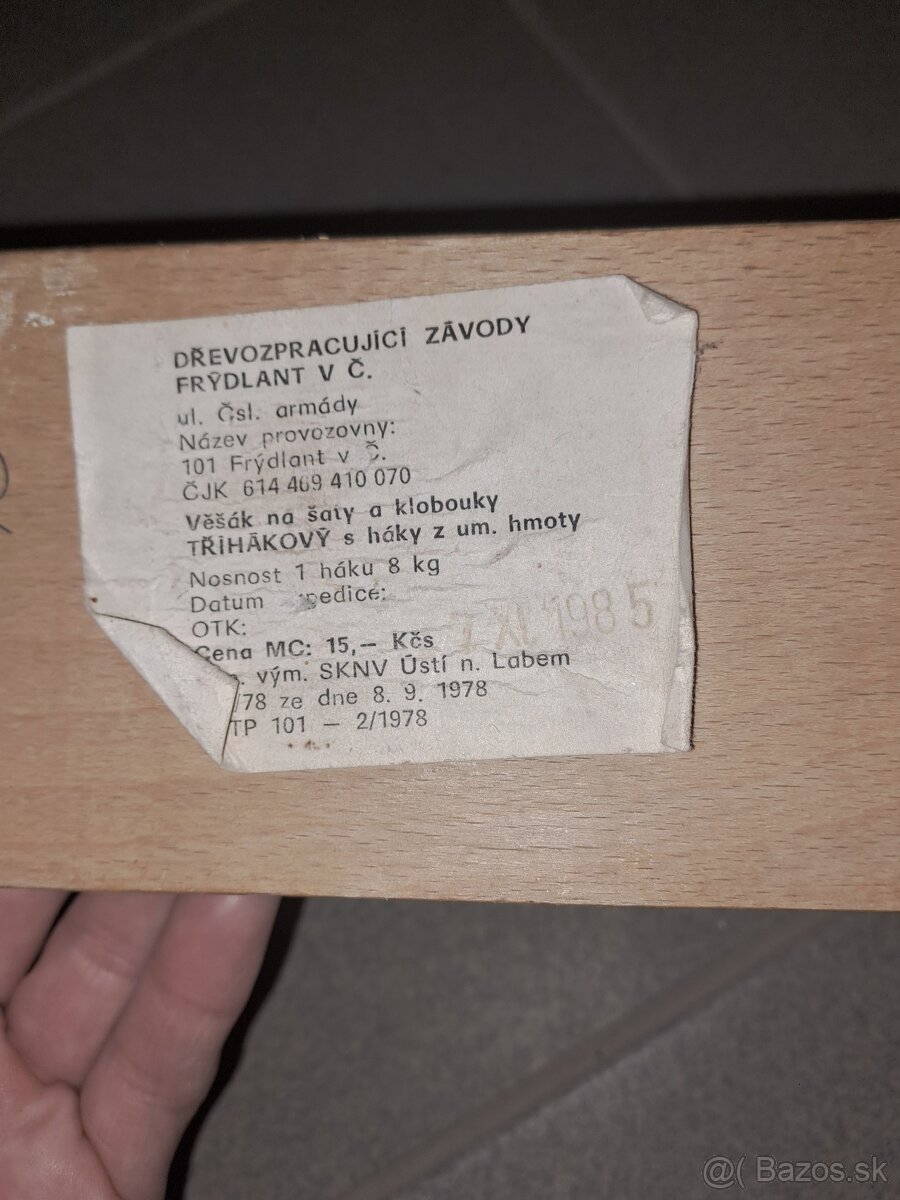 DŘEVOZPRACUJÍCÍ ZÁVODY
FRÝDLANT V Č.
ul. Čsl. armády
Název provozovny:
101 Frýdlant v Č.
ČJK 614 469 410 070
Věšák na šaty a klobouky
TŘÍHÁKOVÝ s háky z um. hmoty
Nosnost 1 háku 8 kg
Datum pedice:
OTK:
XI. 1985
Cena MC: 15,— Kčs
vým. SKNV Ústí n. Labem
/78 ze dne 8. 9. 1978
TP 101 — 2/1978
@( Bazos.sk